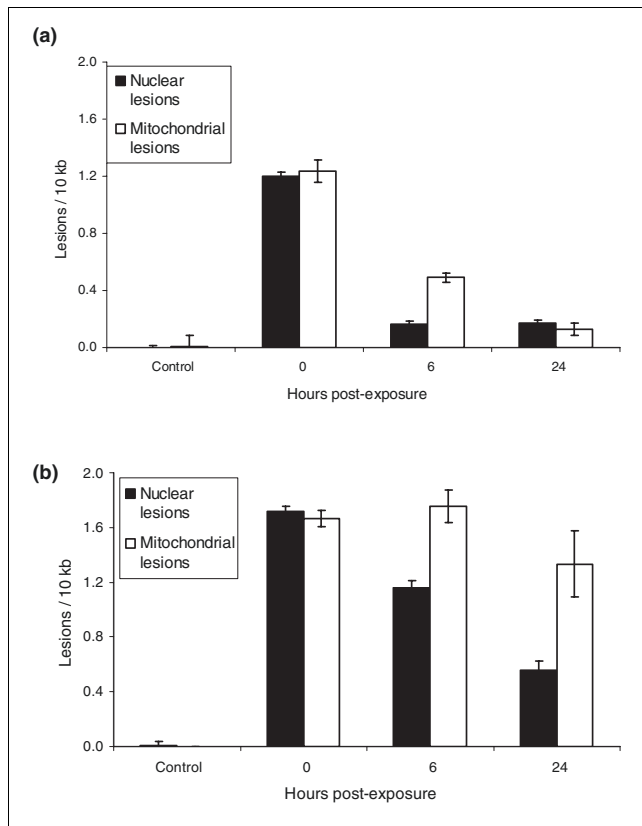 (a)
2.0
1.6
1.2
0.8
0.4
0.0
Lesions / 10 kb
Nuclear
lesions
Mitochondrial
lesions
Control
0
6
24
Hours post-exposure
(b)
2.0
1.6
1.2
0.8
0.4
0.0
Lesions / 10 kb
Nuclear
lesions
Mitochondrial
lesions
Control
0
6
24
Hours post-exposure